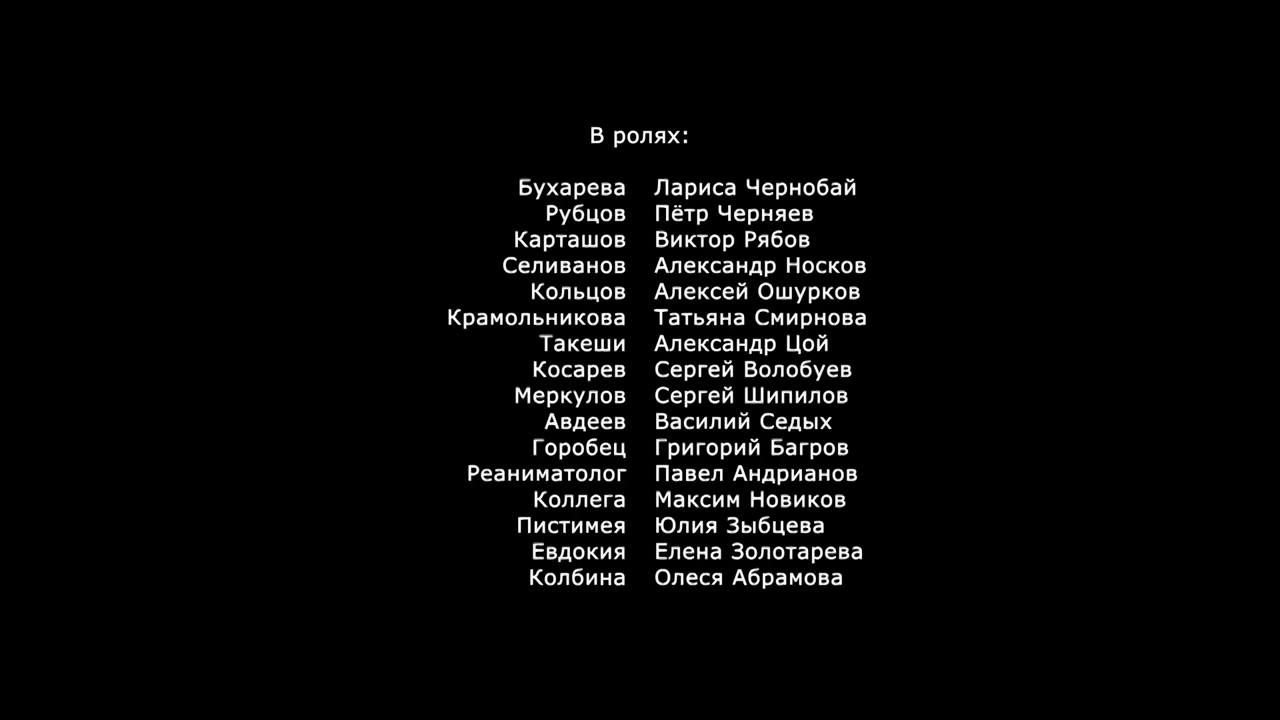 В ролях:
Бухарева Лариса Чернобай
Рубцов Пётр Черняев
Карташов Виктор Рябов
Селиванов Александр Носков
Кольцов Алексей Ошурков
Крамольникова Татьяна Смирнова
Такеши Александр Цой
Косарев Сергей Волобуев
Меркулов Сергей Шипилов
Авдеев Василий Седых
Горобец Григорий Багров
Реаниматолог Павел Андрианов
Коллега Максим Новиков
Пистимея Юлия Зыбцева
Евдокия Елена Золотарева
Колбина Олеся Абрамова